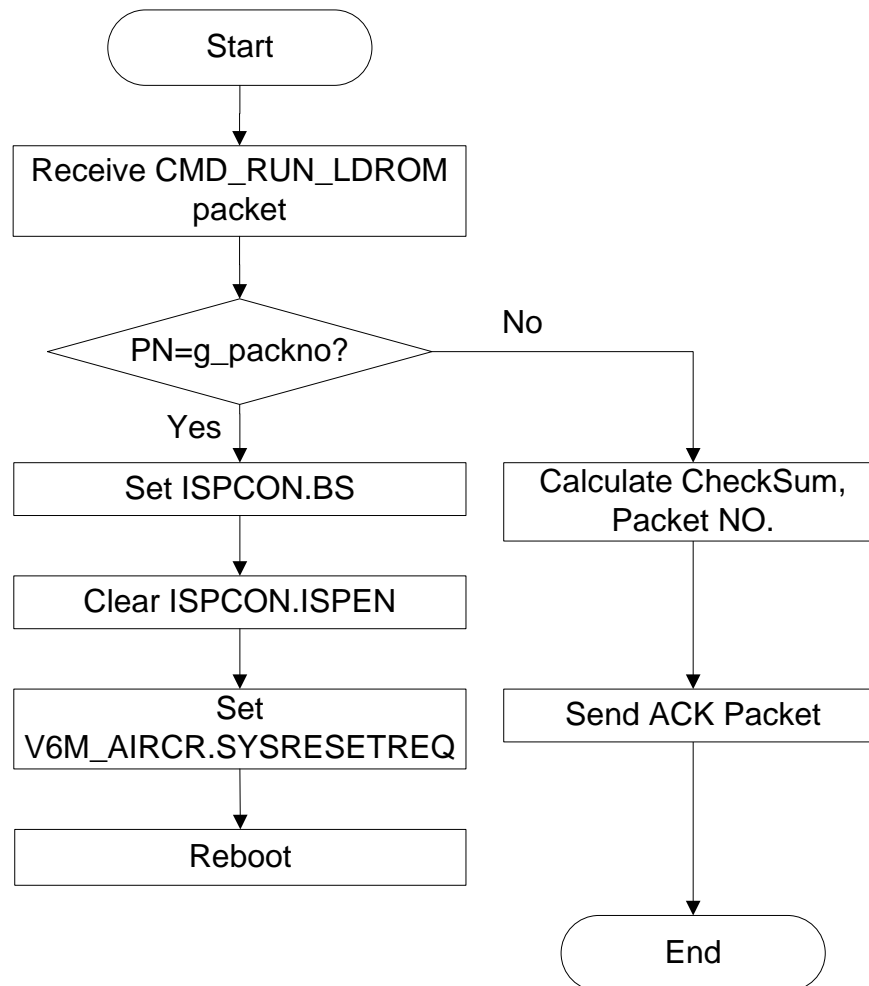 Start
Receive CMD_RUN_LDROM
packet
PN=g_packno?
No
Yes
Set ISPCON.BS
Clear ISPCON.ISPEN
Set
V6M_AIRCR.SYSRESETREQ
Reboot
Calculate CheckSum,
Packet NO.
Send ACK Packet
End